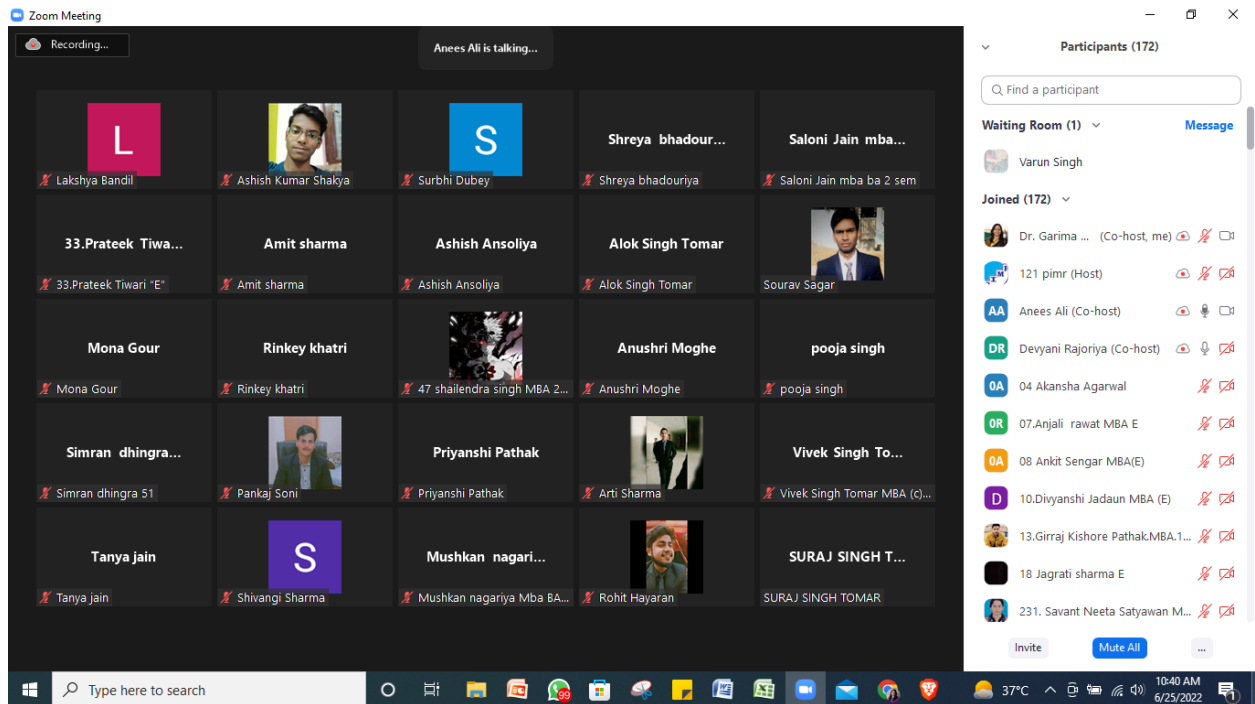 Zoom Meeting
Recording...
Anees Ali is talking...
L
Lakshya Bandil
Ashish Kumar Shakya
S
Surbhi Dubey
Shreya bhadour...
Shreya bhadouriya
Saloni Jain mba...
Saloni Jain mba ba 2 sem
33.Prateek Tiwa...
33.Prateek Tiwari "E"
Amit sharma
Amit sharma
Ashish Ansoliya
Ashish Ansoliya
Alok Singh Tomar
Alok Singh Tomar
Sourav Sagar
Mona Gour
Mona Gour
Rinkey khatri
Rinkey khatri
47 shailendra singh MBA 2...
Anushri Moghe
Anushri Moghe
pooja singh
pooja singh
Simran dhingra...
Simran dhingra 51
Pankaj Soni
Priyanshi Pathak
Priyanshi Pathak
Arti Sharma
Vivek Singh To...
Vivek Singh Tomar MBA (c)...
Tanya jain
Tanya jain
S
Shivangi Sharma
Mushkan nagari...
Mushkan nagariya Mba BA...
Rohit Hayaran
SURAJ SINGH T...
SURAJ SINGH TOMAR
Participants (172)
Find a participant
Waiting Room (1)
Message
Varun Singh
Joined (172)
Dr. Garima ... (Co-host, me)
121 pimr (Host)
AA Anees Ali (Co-host)
DR Devyani Rajoriya (Co-host)
0A 04 Akansha Agarwal
0R 07.Anjali rawat MBA E
0A 08 Ankit Sengar MBA(E)
D 10.Divyanshi Jadaun MBA (E)
13.Girraj Kishore Pathak.MBA.1...
18 Jagrati sharma E
231. Savant Neeta Satyawan M...
Invite
Mute All
...
Type here to search
99
37°C
10:40 AM
6/25/2022
1